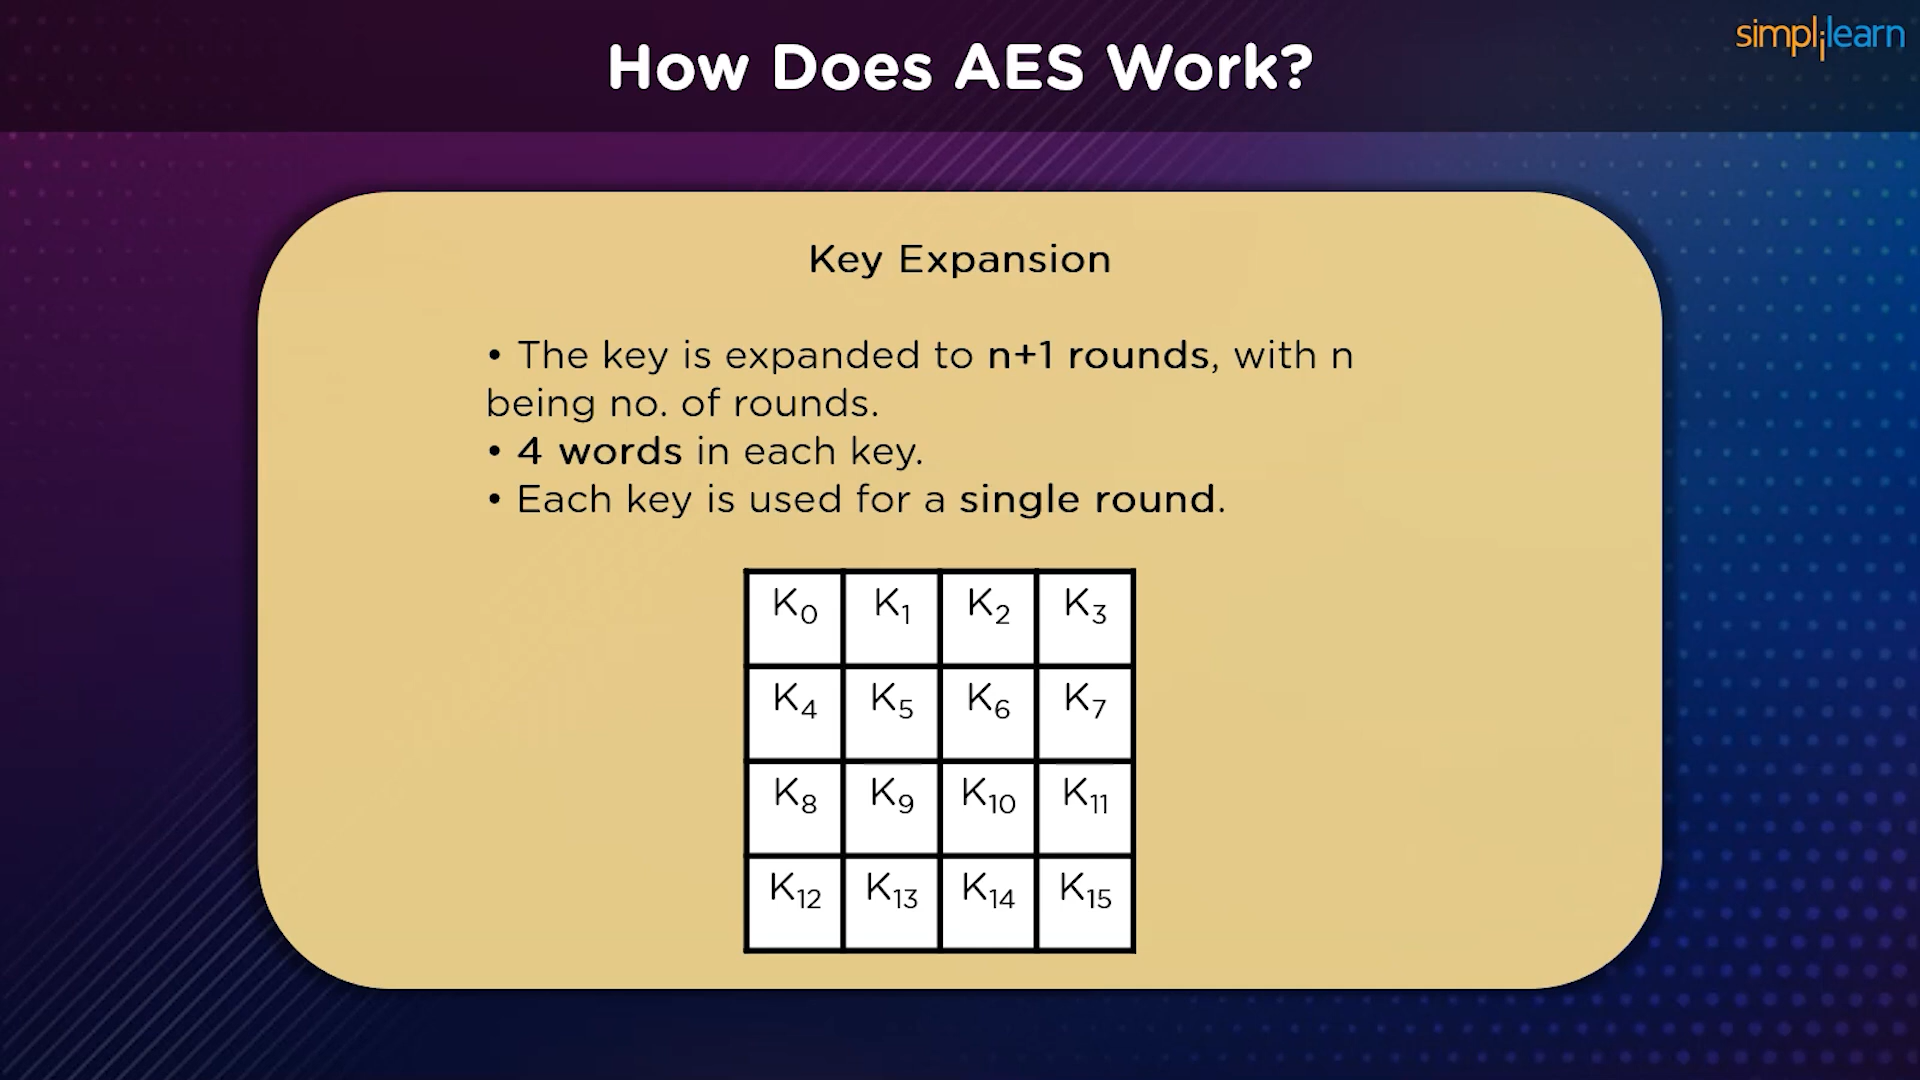 simplilearn
How Does AES Work?
Key Expansion
• The key is expanded to n+1 rounds, with n
being no. of rounds.
• 4 words in each key.
• Each key is used for a single round.
K₀ K₁ K₂ K₃
K₄ K₅ K₆ K₇
K₈ K₉ K₁₀ K₁₁
K₁₂ K₁₃ K₁₄ K₁₅